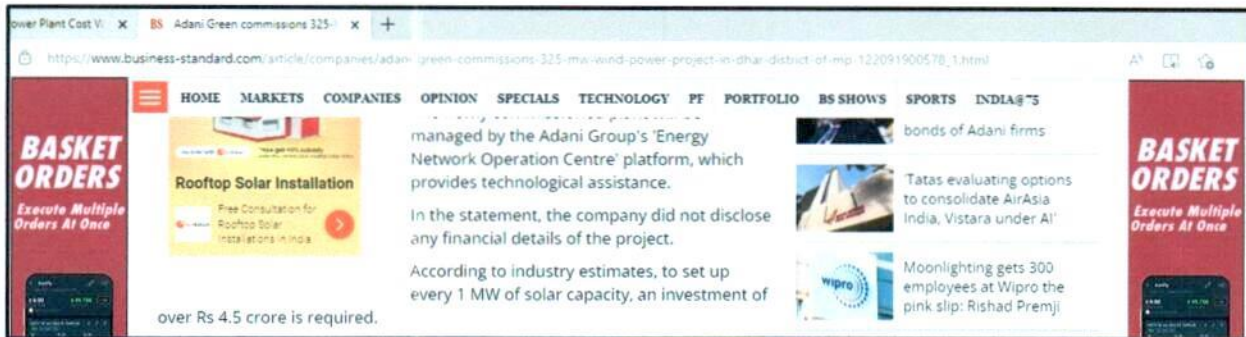 ower Plant Cost V
BS Adani Green commissions 325-
https://www.business-standard.com/article/companies/adani-green-commissions-325-mw-wind-power-project-in-dhar-district-of-mp-122091900578_1.html
HOME MARKETS COMPANIES OPINION SPECIALS TECHNOLOGY PF PORTFOLIO BS SHOWS SPORTS INDIA@75
BASKET
ORDERS
Execute Multiple
Orders At Once
Rooftop Solar Installation
Free Consultation for
Rooftop Solar
Installations in India
managed by the Adani Group's 'Energy
Network Operation Centre' platform, which
provides technological assistance.
In the statement, the company did not disclose
any financial details of the project.
According to industry estimates, to set up
every 1 MW of solar capacity, an investment of
over Rs 4.5 crore is required.
bonds of Adani firms
'Tatas evaluating options
to consolidate AirAsia
India, Vistara under AI'
wipro
Moonlighting gets 300
employees at Wipro the
pink slip: Rishad Premji
BASKET
ORDERS
Execute Multiple
Orders At Once